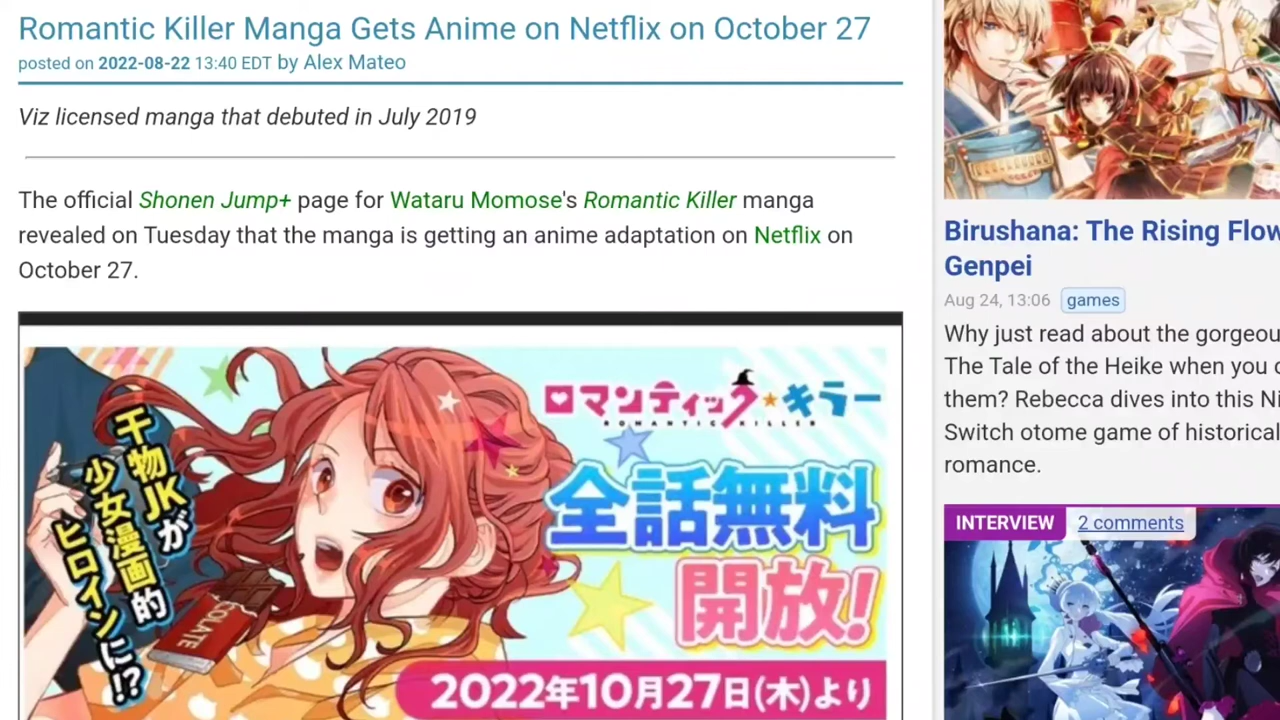 Romantic Killer Manga Gets Anime on Netflix on October 27
posted on 2022-08-22 13:40 EDT by Alex Mateo
Viz licensed manga that debuted in July 2019
The official Shonen Jump+ page for Wataru Momose's Romantic Killer manga
revealed on Tuesday that the manga is getting an anime adaptation on Netflix on
October 27.
ロマンティック★キラー
ROMANTIC KILLER
干物JKが
少女漫画的
ヒロインに!?
全話無料
開放!
COLATE
2022年10月27日(木)より
Birushana: The Rising Flow
Genpei
Aug 24, 13:06 games
Why just read about the gorgeou
The Tale of the Heike when you
them? Rebecca dives into this Ni
Switch otome game of historical
romance.
INTERVIEW 2 comments